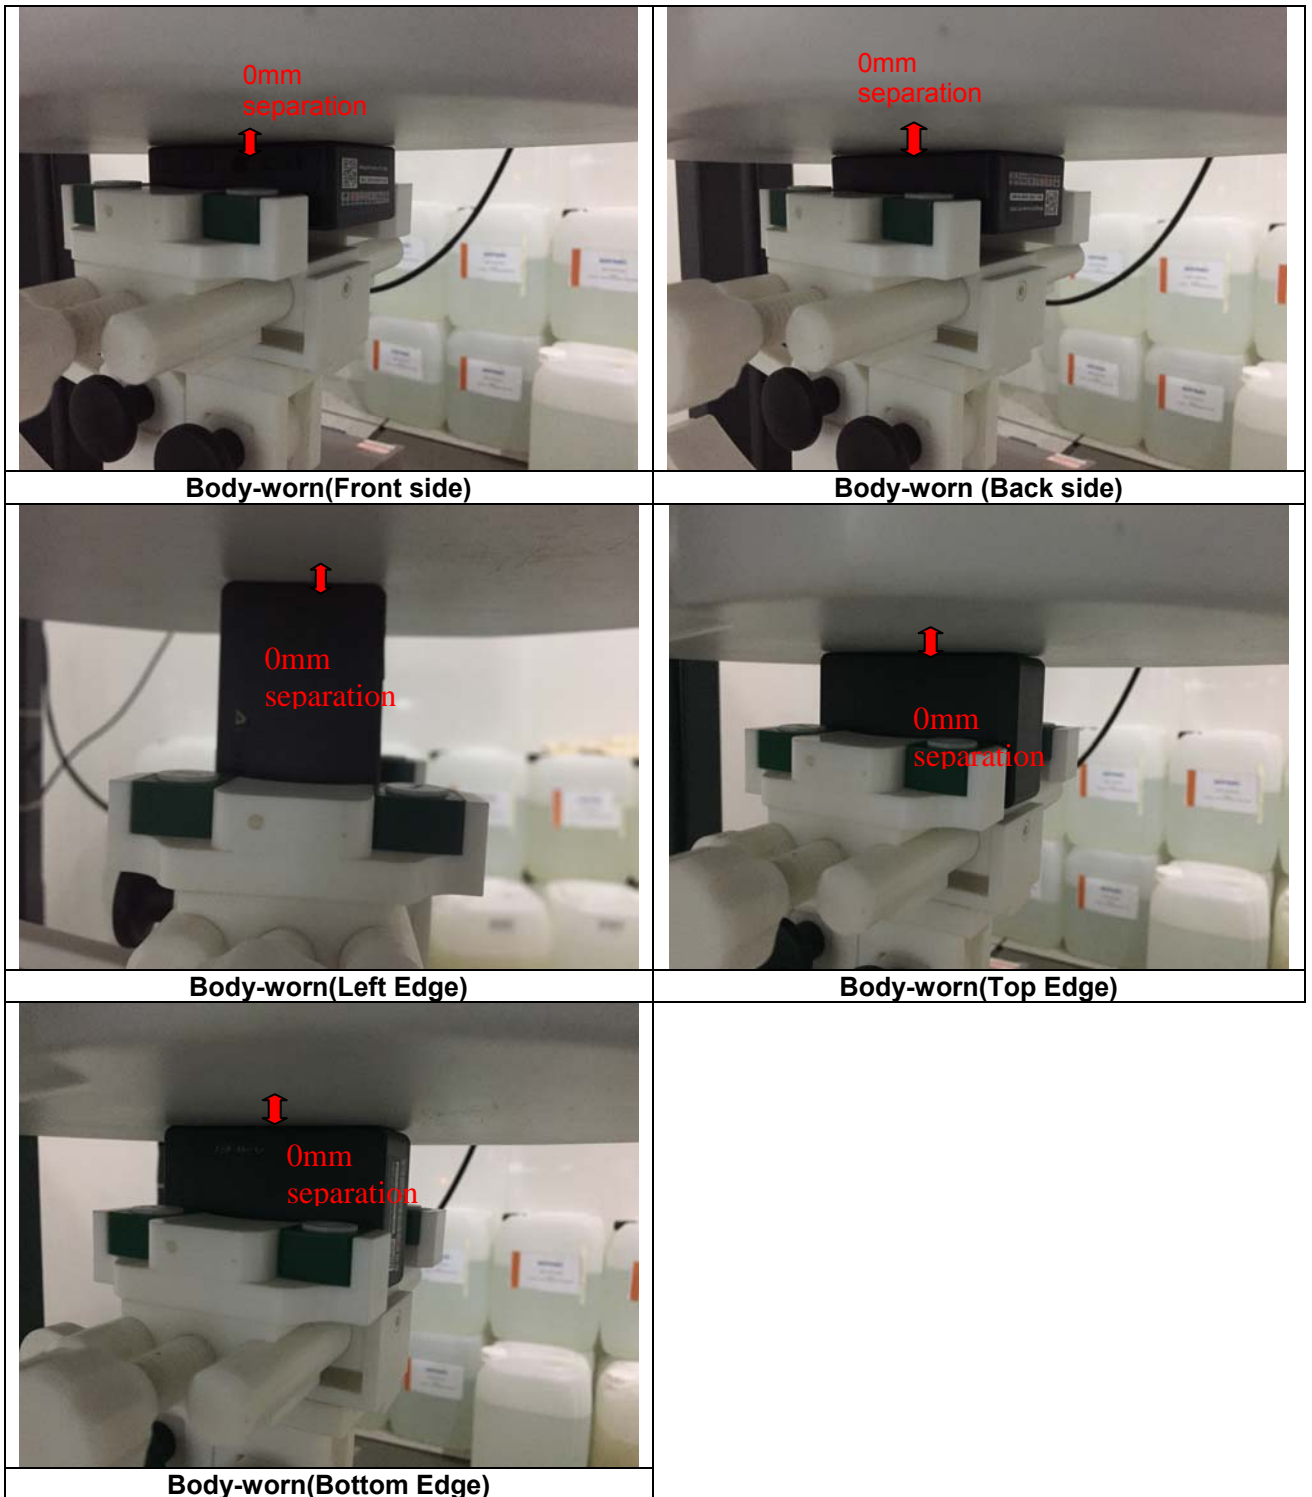 0mm
separation
0mm
separation
Body-worn(Front side)
Body-worn (Back side)
0mm
separation
0mm
separation
Body-worn(Left Edge)
Body-worn(Top Edge)
0mm
separation
Body-worn(Bottom Edge)